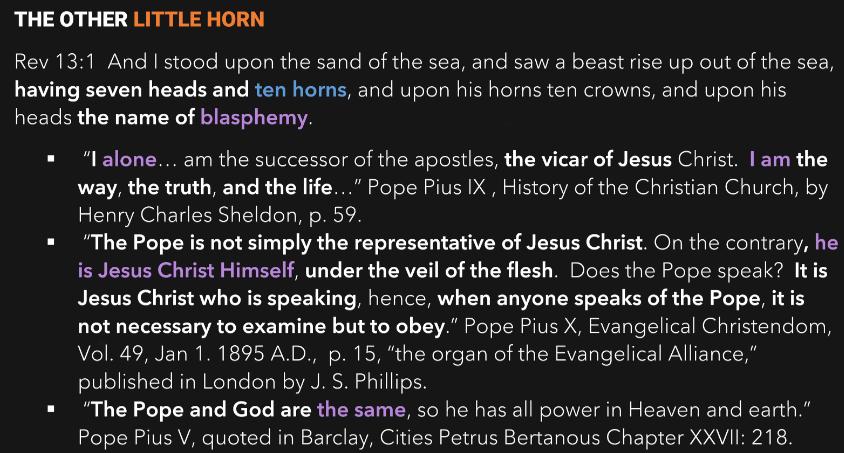 THE OTHER LITTLE HORN
Rev 13:1  And I stood upon the sand of the sea, and saw a beast rise up out of the sea,
having seven heads and ten horns, and upon his horns ten crowns, and upon his
heads the name of blasphemy.
▪ “I alone… am the successor of the apostles, the vicar of Jesus Christ.  I am the
way, the truth, and the life…” Pope Pius IX , History of the Christian Church, by
Henry Charles Sheldon, p. 59.
▪ “The Pope is not simply the representative of Jesus Christ. On the contrary, he
is Jesus Christ Himself, under the veil of the flesh.  Does the Pope speak?  It is
Jesus Christ who is speaking, hence, when anyone speaks of the Pope, it is
not necessary to examine but to obey.” Pope Pius X, Evangelical Christendom,
Vol. 49, Jan 1. 1895 A.D.,  p. 15, “the organ of the Evangelical Alliance,”
published in London by J. S. Phillips.
▪ “The Pope and God are the same, so he has all power in Heaven and earth.”
Pope Pius V, quoted in Barclay, Cities Petrus Bertanous Chapter XXVII: 218.